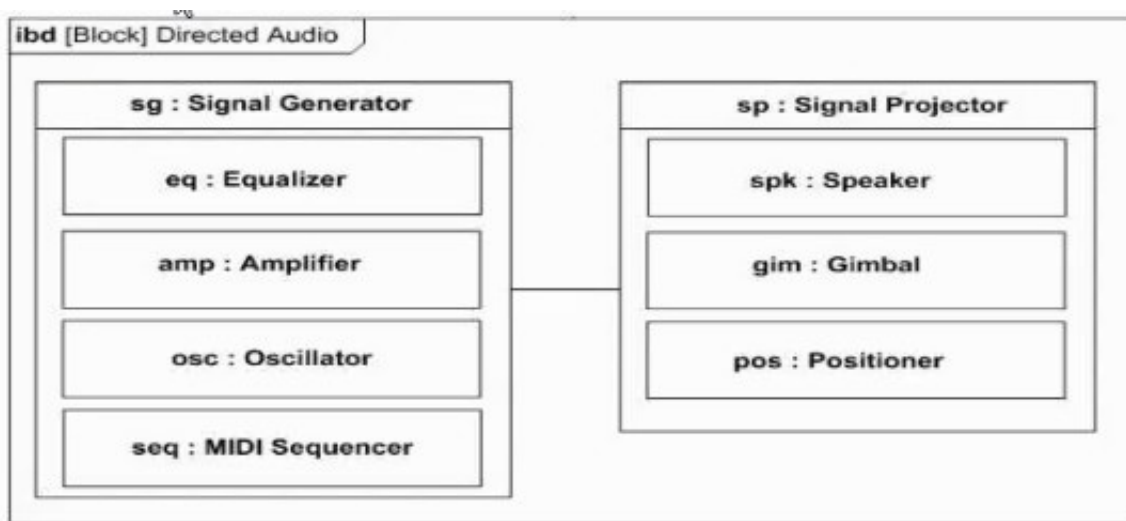 ibd [Block] Directed Audio
sg : Signal Generator
eq : Equalizer
amp : Amplifier
osc : Oscillator
seq : MIDI Sequencer
sp : Signal Projector
spk : Speaker
gim : Gimbal
pos : Positioner